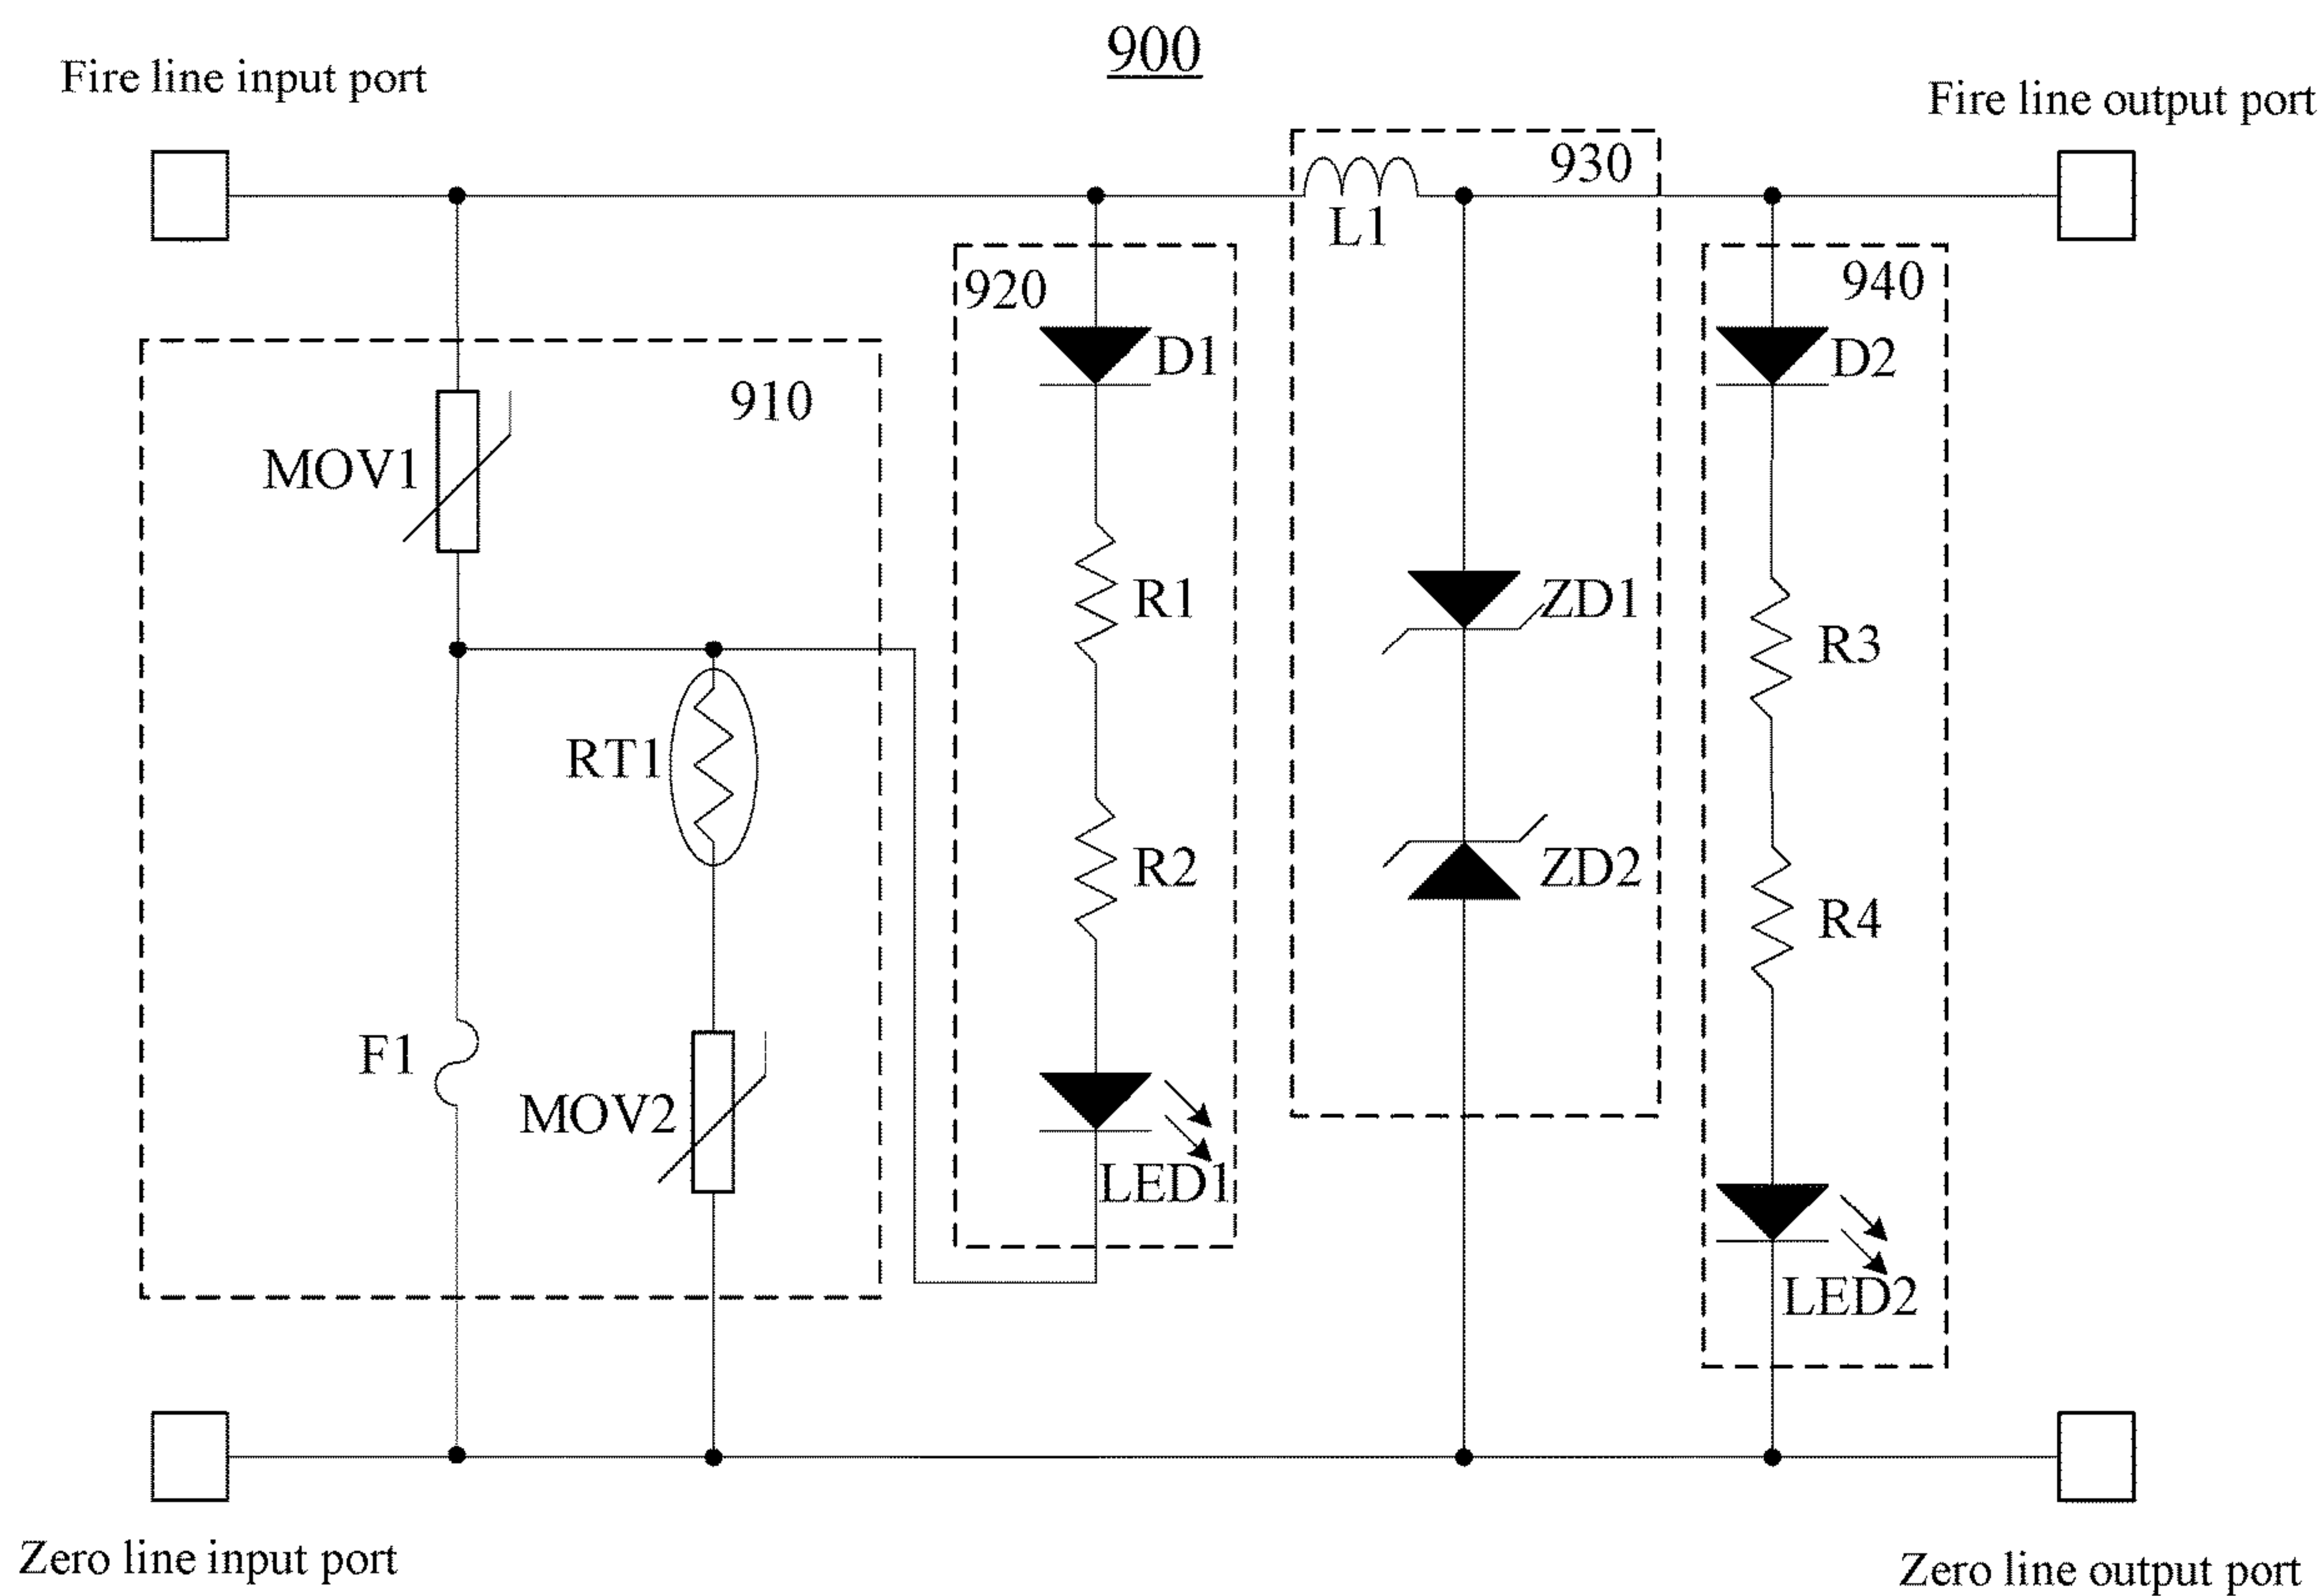 900
Fire line input port
Fire line output port
930
L1
920
940
D1
D2
910
MOV1
R1
ZD1
R3
RT1
R2
ZD2
R4
F1
MOV2
LED1
LED2
Zero line input port
Zero line output port